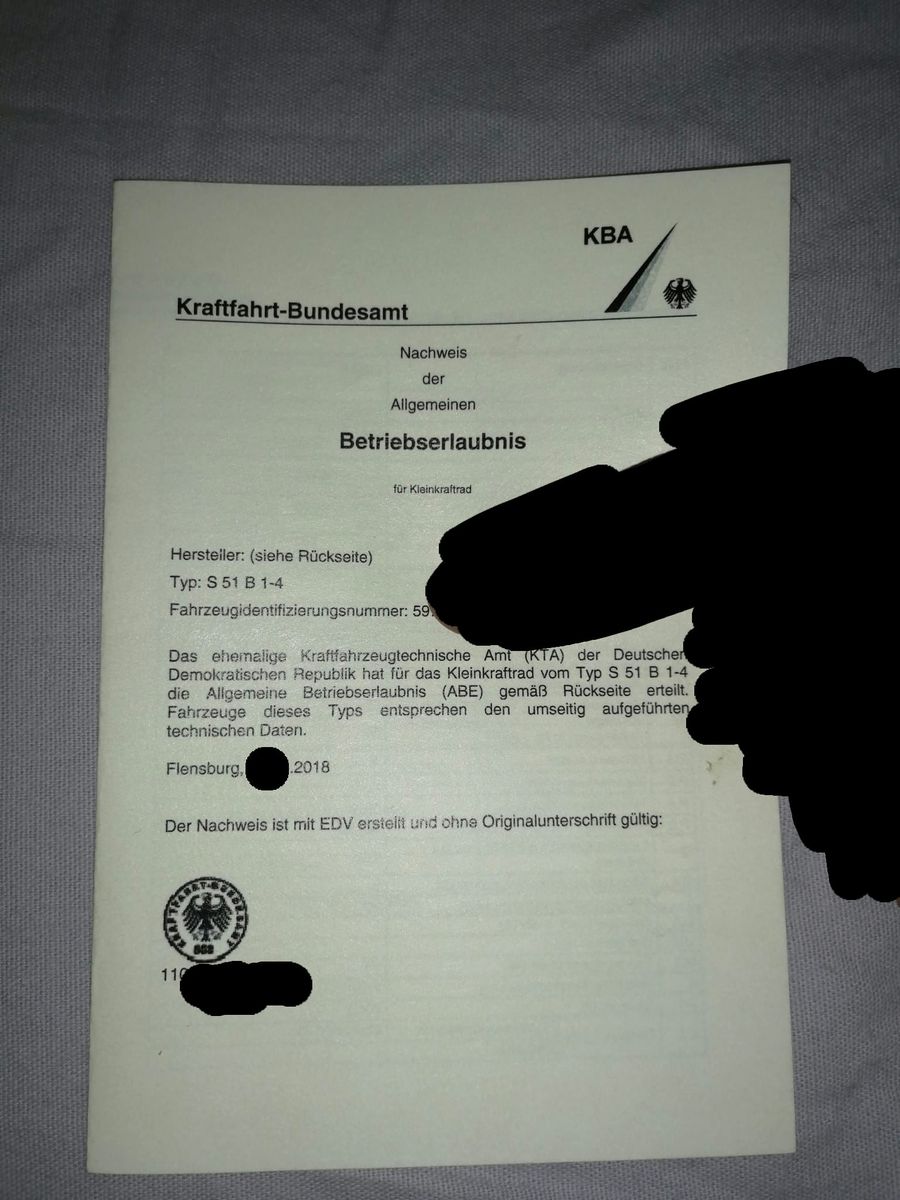 KBA
Kraftfahrt-Bundesamt
Nachweis
der
Allgemeinen
Betriebserlaubnis
für Kleinkraftrad
Hersteller: (siehe Rückseite)
Typ: S 51 B 1-4
Fahrzeugidentifizierungsnummer: 59
Das ehemalige Kraftfahrzeugtechnische Amt (KTA) der Deutschen
Demokratischen Republik hat für das Kleinkraftrad vom Typ S 51 B 1-4
die Allgemeine Betriebserlaubnis (ABE) gemäß Rückseite erteilt.
Fahrzeuge dieses Typs entsprechen den umseitig aufgeführten
technischen Daten.
Flensburg, .2018
Der Nachweis ist mit EDV erstellt und ohne Originalunterschrift gültig:
KRAFTFAHRT-BUNDESAMT
110